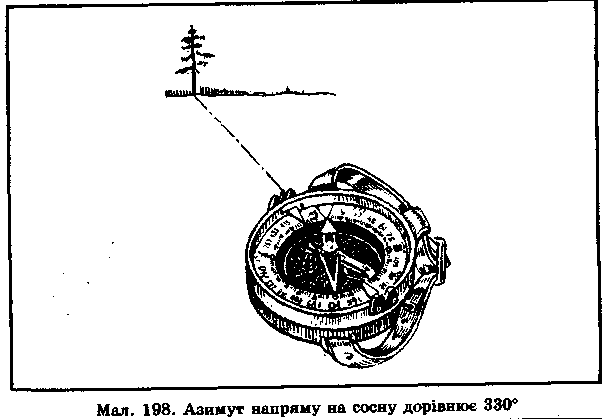 Мал. 198. Азимут напряму на сосну дорівнює 330°